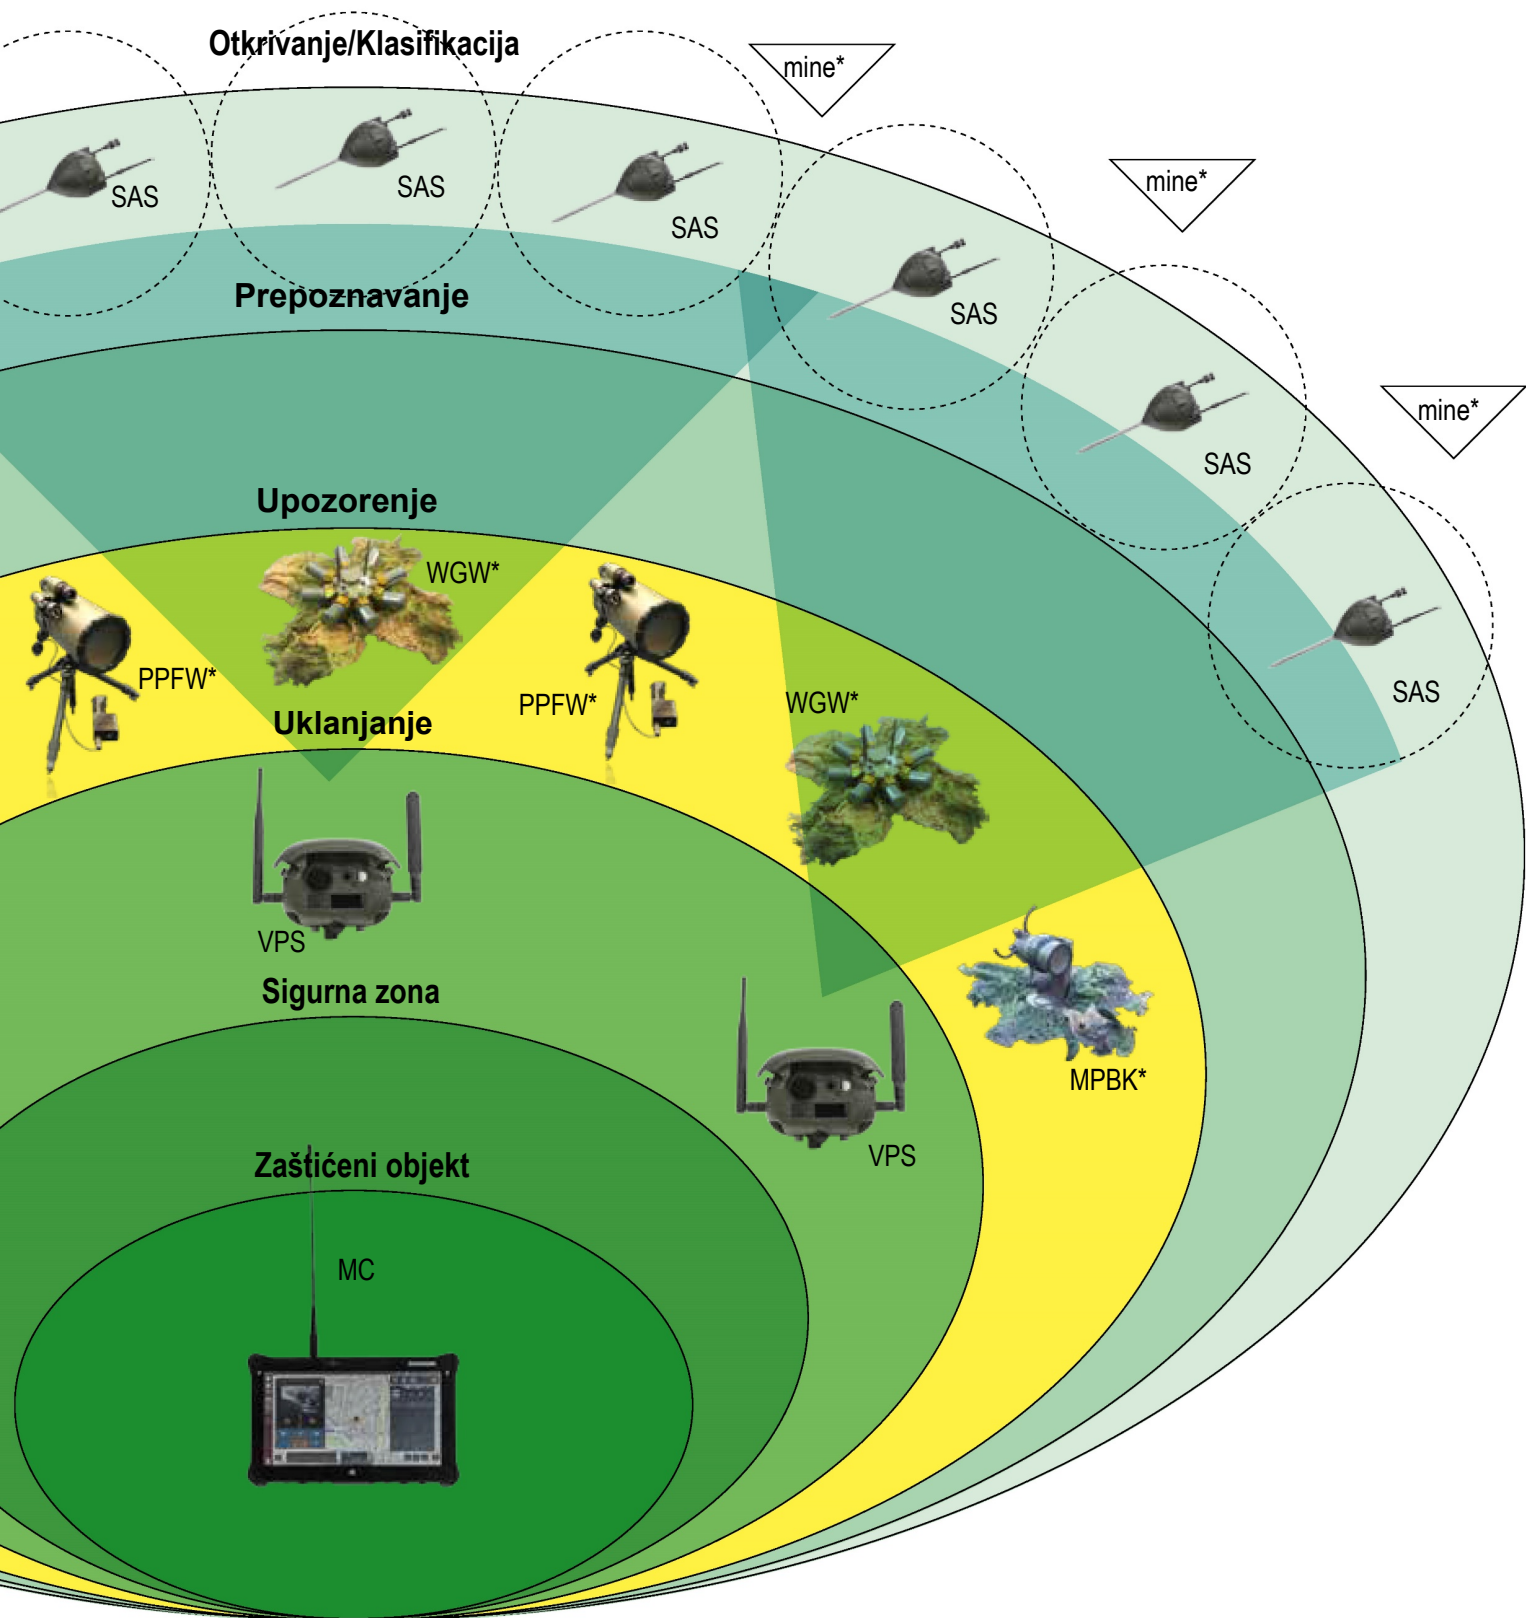 Otkrivanje/Klasifikacija
mine*
mine*
SAS
SAS
SAS
Prepoznavanje
SAS
mine*
SAS
Upozorenje
WGW*
PPFW*
PPFW*
WGW*
SAS
Uklanjanje
VPS
Sigurna zona
MPBK*
VPS
Zaštićeni objekt
MC